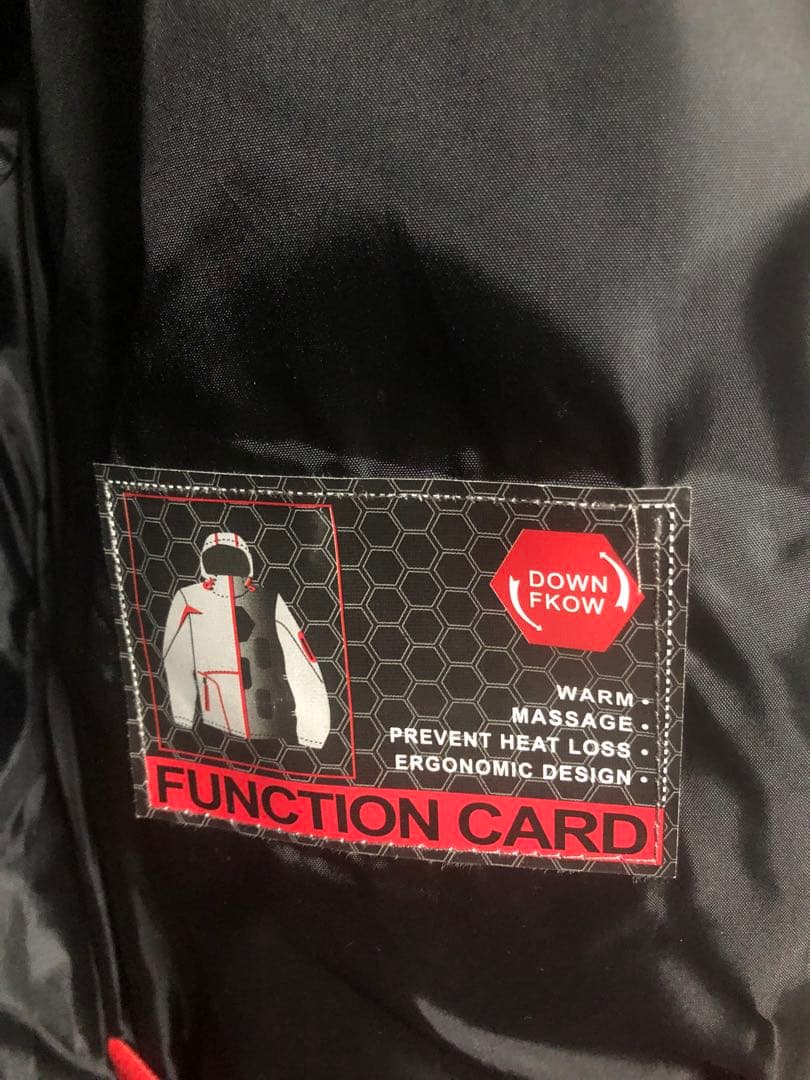 DOWN
FKOW
WARM •
MASSAGE •
PREVENT HEAT LOSS •
ERGONOMIC DESIGN •
FUNCTION CARD